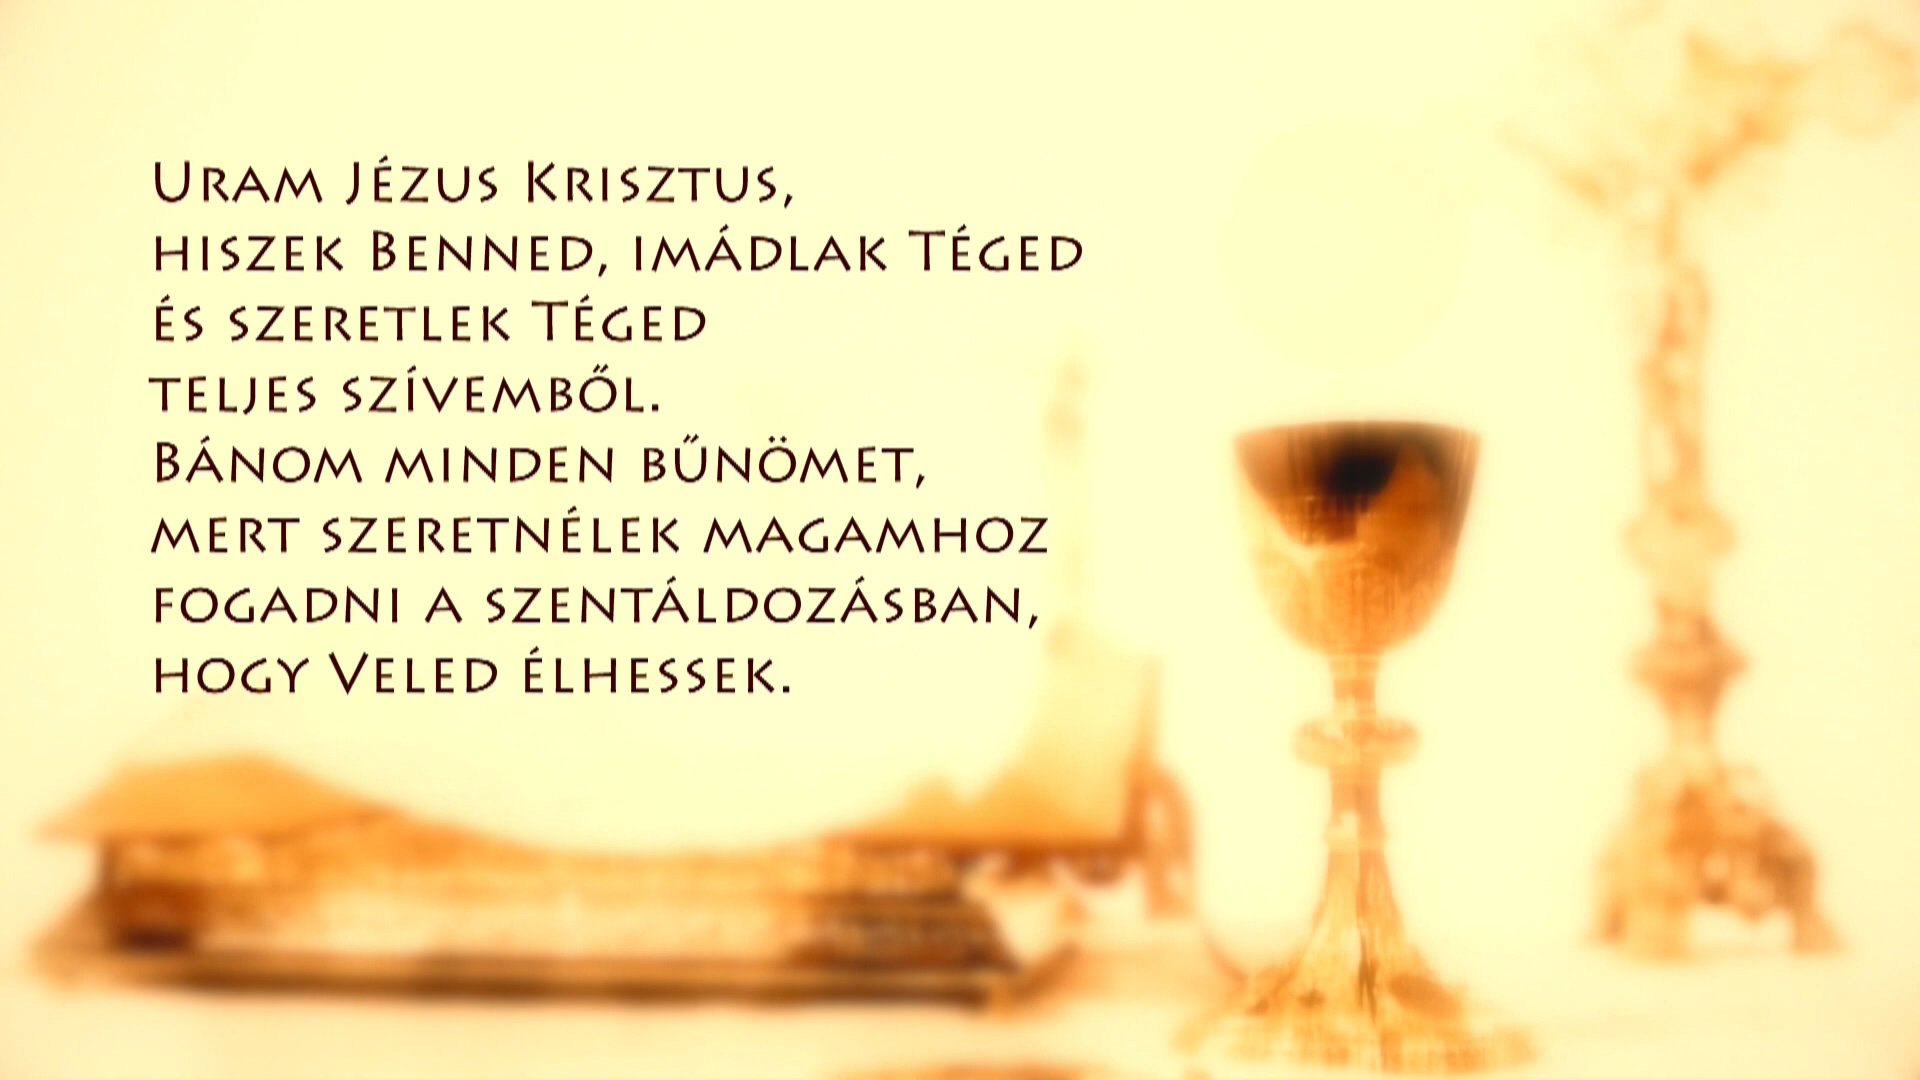 Uram Jézus Krisztus,
hiszek Benned, imádlak Téged
és szeretlek Téged
teljes szívemből.
Bánom minden bűnömet,
mert szeretnélek magamhoz
fogadni a szentáldozásban,
hogy Veled élhessek.